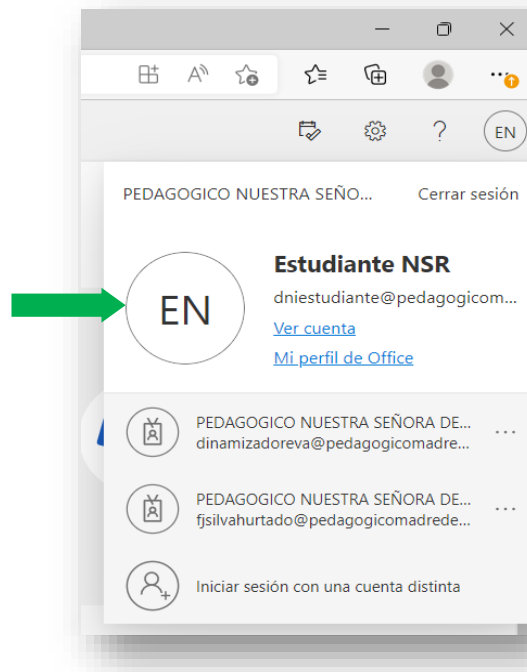 EN
PEDAGOGICO NUESTRA SEÑO... Cerrar sesión
EN
Estudiante NSR
dniestudiante@pedagogicom...
Ver cuenta
Mi perfil de Office
PEDAGOGICO NUESTRA SEÑORA DE...
dinamizadoreva@pedagogicomadre...
PEDAGOGICO NUESTRA SEÑORA DE...
fjsilvahurtado@pedagogicomadrede...
Iniciar sesión con una cuenta distinta